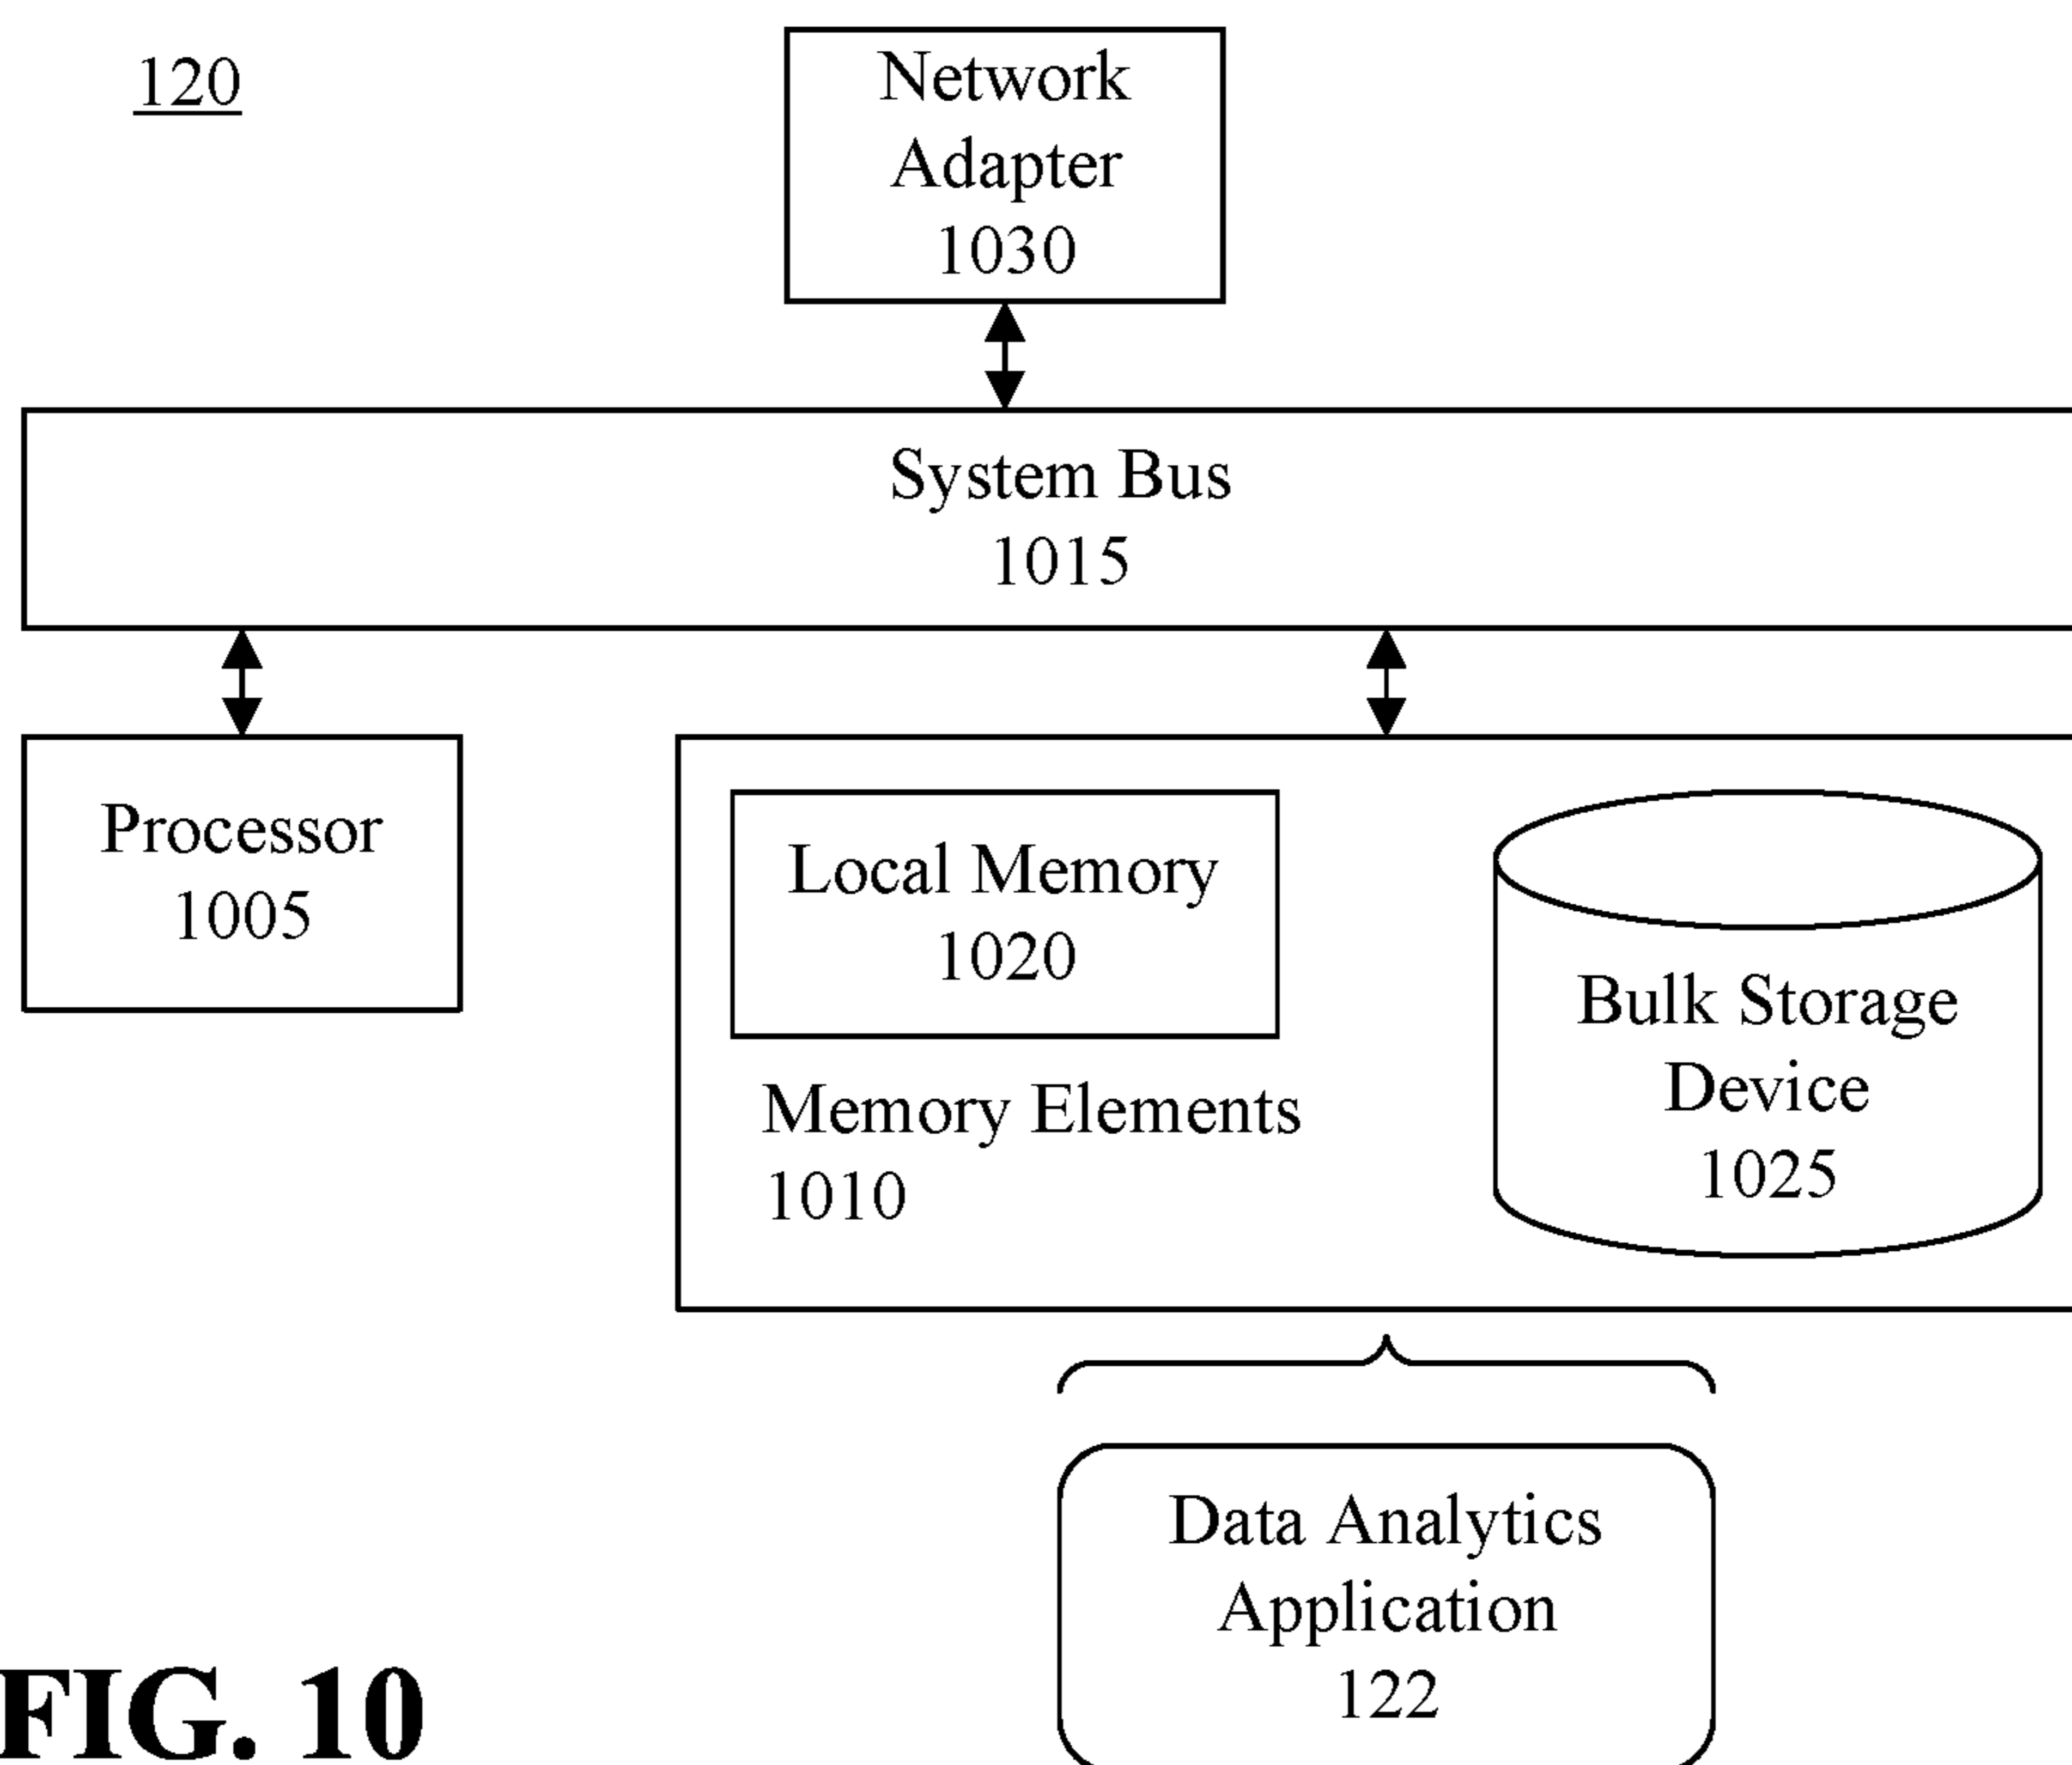 120
Network
Adapter
1030
System Bus
1015
Processor
1005
Local Memory
1020
Memory Elements
1010
Bulk Storage
Device
1025
Data Analytics
Application
122
FIG. 10